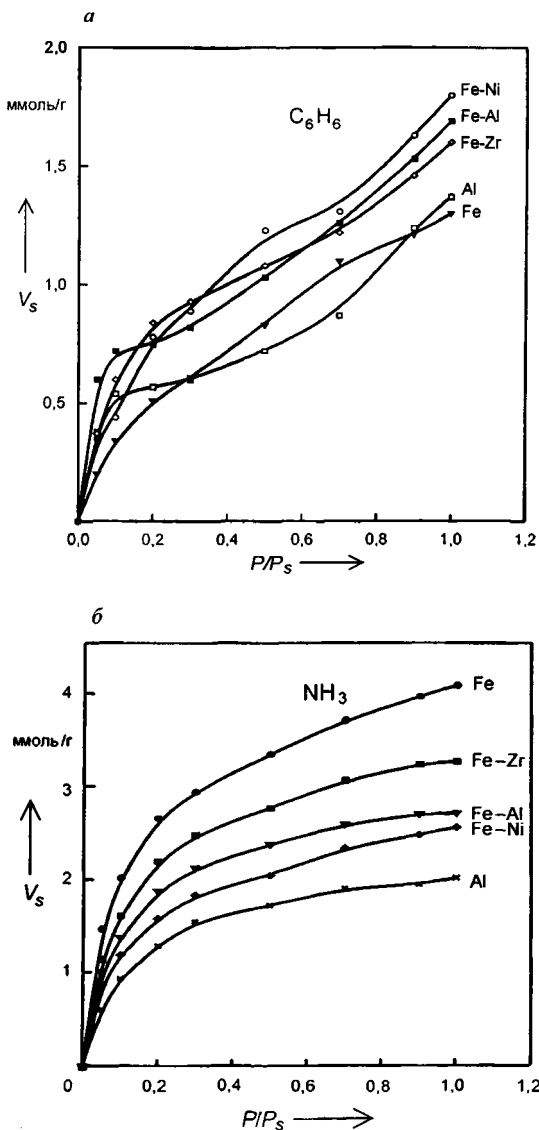 а
2,0
ммоль/г
C₆H₆
Fe-Ni
Fe-Al
Fe-Zr
1,5
Al
Fe
Vₛ
1,0
0,5
0,0 0,2 0,4 0,6 0,8 1,0 1,2
P/Pₛ
б
4
NH₃
Fe
ммоль/г
Fe–Zr
3
Fe–Al
Fe–Ni
Vₛ
2
Al
1
0 0,2 0,4 0,6 0,8 1,0 1,2
P/Pₛ